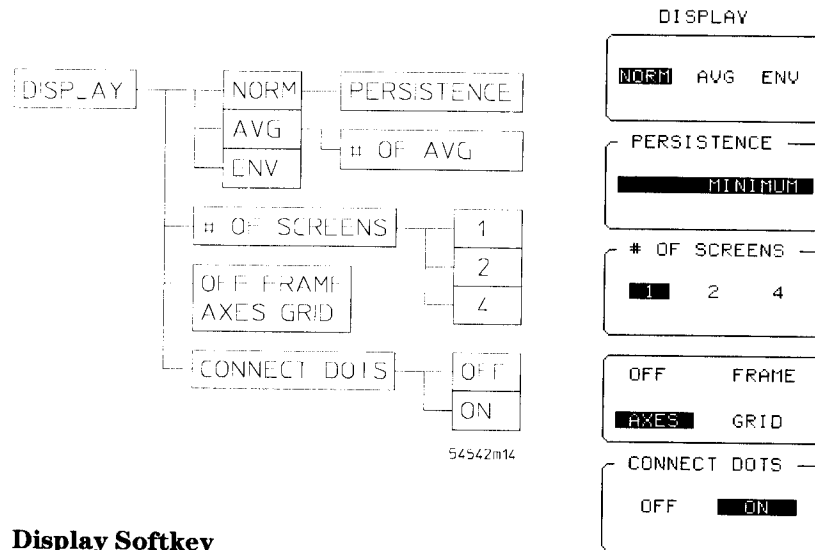 DISPLAY
NORM
PERSISTENCE
AVG
# OF AVG
ENV
# OF SCREENS
1
2
4
OFF FRAME
AXES GRID
CONNECT DOTS
OFF
ON
54542m14
DISPLAY
NORM AVG ENV
PERSISTENCE
MINIMUM
# OF SCREENS
1 2 4
OFF FRAME
AXES GRID
CONNECT DOTS
OFF ON
Display Softkey